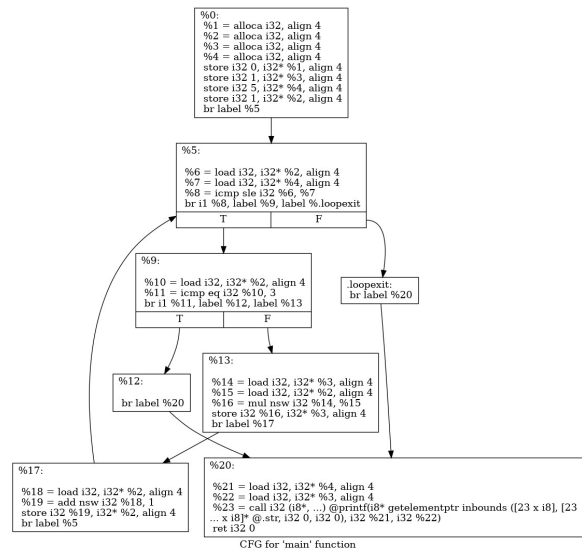 %0:
%1 = alloca i32, align 4
%2 = alloca i32, align 4
%3 = alloca i32, align 4
%4 = alloca i32, align 4
store i32 0, i32* %1, align 4
store i32 1, i32* %3, align 4
store i32 5, i32* %4, align 4
store i32 1, i32* %2, align 4
br label %5
%5:
%6 = load i32, i32* %2, align 4
%7 = load i32, i32* %4, align 4
%8 = icmp sle i32 %6, %7
br i1 %8, label %9, label %.loopexit
T F
%9:
%10 = load i32, i32* %2, align 4
%11 = icmp eq i32 %10, 3
br i1 %11, label %12, label %13
T F
.loopexit:
br label %20
%12:
br label %20
%13:
%14 = load i32, i32* %3, align 4
%15 = load i32, i32* %2, align 4
%16 = mul nsw i32 %14, %15
store i32 %16, i32* %3, align 4
br label %17
%17:
%18 = load i32, i32* %2, align 4
%19 = add nsw i32 %18, 1
store i32 %19, i32* %2, align 4
br label %5
%20:
%21 = load i32, i32* %4, align 4
%22 = load i32, i32* %3, align 4
%23 = call i32 (i8*, ...) @printf(i8* getelementptr inbounds ([23 x i8], [23
... x i8]* @.str, i32 0, i32 0), i32 %21, i32 %22)
ret i32 0
CFG for 'main' function